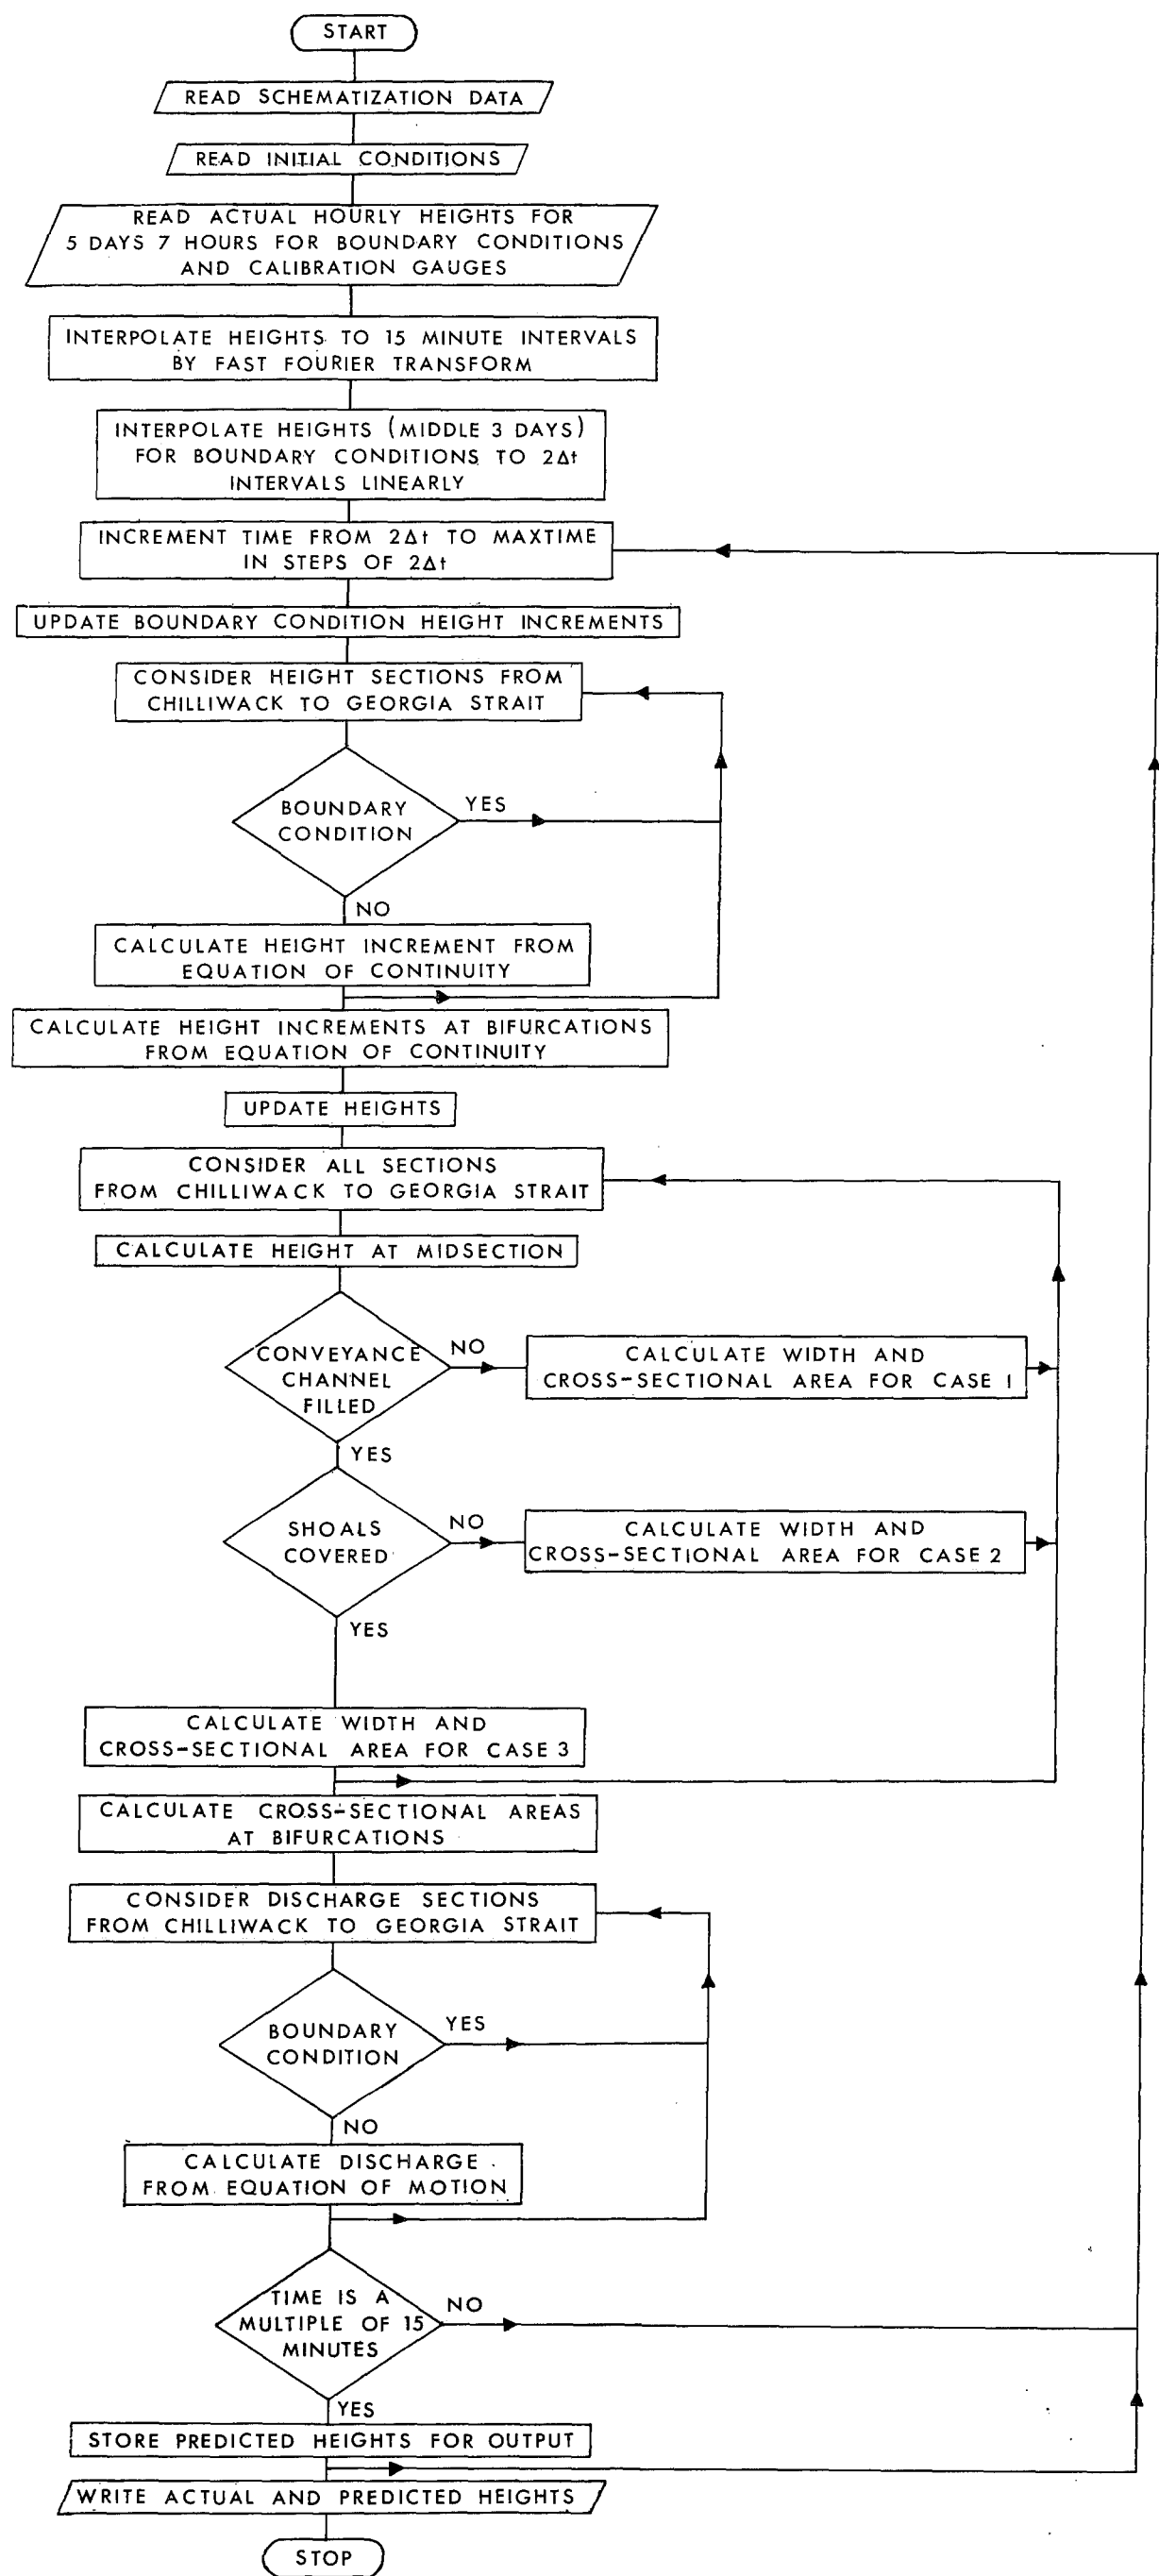 START
READ SCHEMATIZATION DATA
READ INITIAL CONDITIONS
READ ACTUAL HOURLY HEIGHTS FOR
5 DAYS 7 HOURS FOR BOUNDARY CONDITIONS
AND CALIBRATION GAUGES
INTERPOLATE HEIGHTS TO 15 MINUTE INTERVALS
BY FAST FOURIER TRANSFORM
INTERPOLATE HEIGHTS (MIDDLE 3 DAYS)
FOR BOUNDARY CONDITIONS TO 2Δt
INTERVALS LINEARLY
INCREMENT TIME FROM 2Δt TO MAXTIME
IN STEPS OF 2Δt
UPDATE BOUNDARY CONDITION HEIGHT INCREMENTS
CONSIDER HEIGHT SECTIONS FROM
CHILLIWACK TO GEORGIA STRAIT
BOUNDARY
CONDITION
YES
NO
CALCULATE HEIGHT INCREMENT FROM
EQUATION OF CONTINUITY
CALCULATE HEIGHT INCREMENTS AT BIFURCATIONS
FROM EQUATION OF CONTINUITY
UPDATE HEIGHTS
CONSIDER ALL SECTIONS
FROM CHILLIWACK TO GEORGIA STRAIT
CALCULATE HEIGHT AT MIDSECTION
CONVEYANCE
CHANNEL
FILLED
NO
CALCULATE WIDTH AND
CROSS-SECTIONAL AREA FOR CASE 1
YES
SHOALS
COVERED
NO
CALCULATE WIDTH AND
CROSS-SECTIONAL AREA FOR CASE 2
YES
CALCULATE WIDTH AND
CROSS-SECTIONAL AREA FOR CASE 3
CALCULATE CROSS-SECTIONAL AREAS
AT BIFURCATIONS
CONSIDER DISCHARGE SECTIONS
FROM CHILLIWACK TO GEORGIA STRAIT
BOUNDARY
CONDITION
YES
NO
CALCULATE DISCHARGE
FROM EQUATION OF MOTION
TIME IS A
MULTIPLE OF 15
MINUTES
NO
YES
STORE PREDICTED HEIGHTS FOR OUTPUT
WRITE ACTUAL AND PREDICTED HEIGHTS
STOP